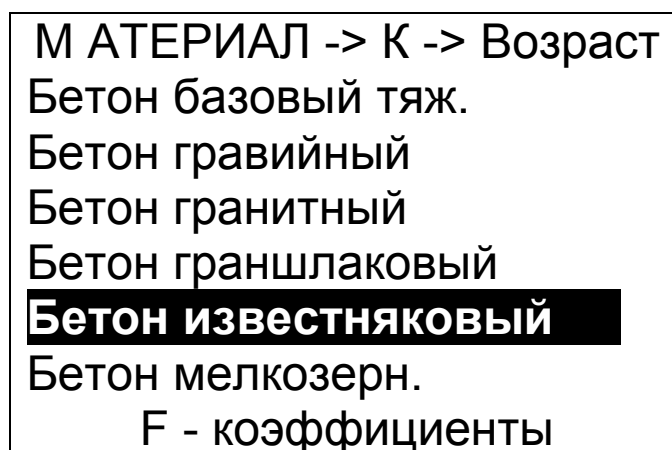 М АТЕРИАЛ -> К -> Возраст
Бетон базовый тяж.
Бетон гравийный
Бетон гранитный
Бетон граншлаковый
Бетон известняковый
Бетон мелкозерн.
F - коэффициенты